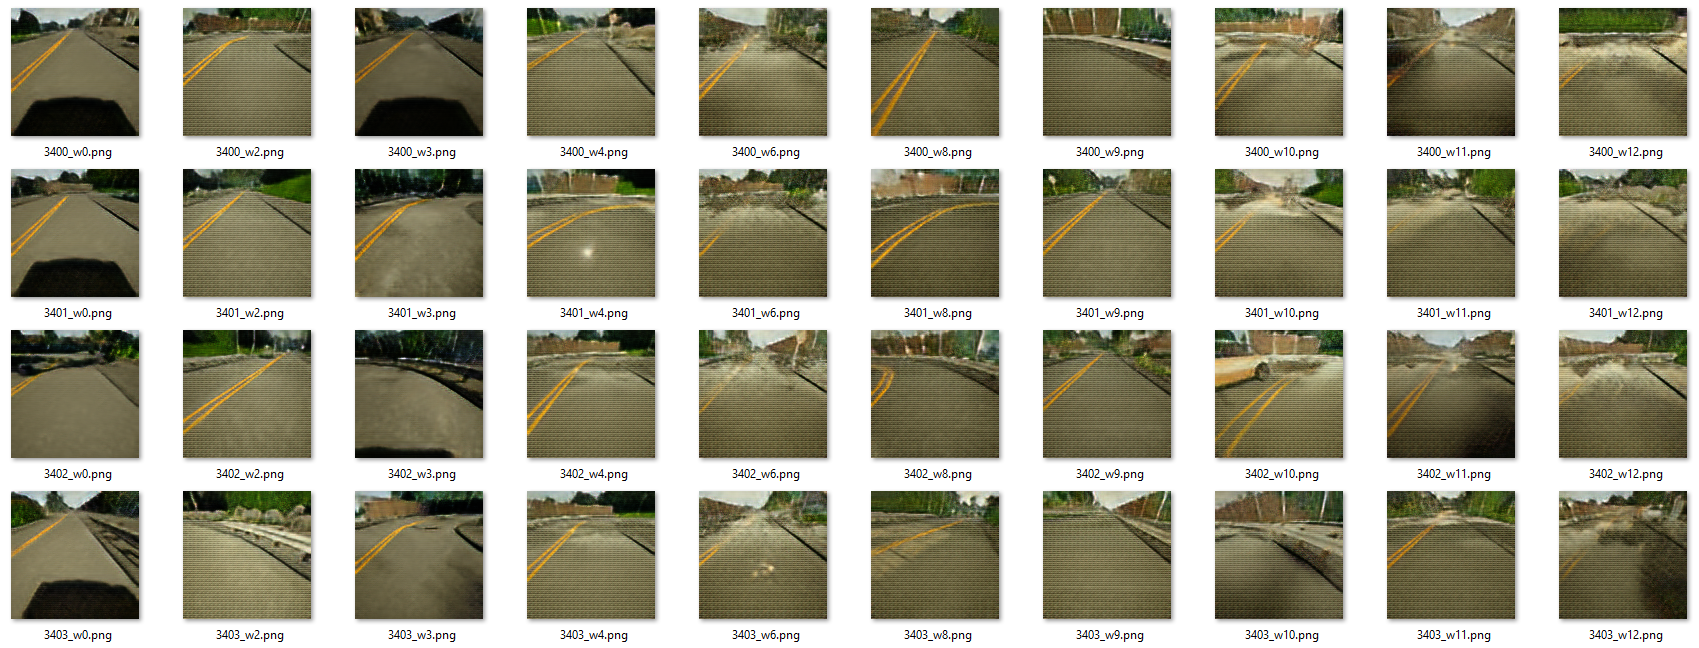 3400_w0.png 3400_w2.png 3400_w3.png 3400_w4.png 3400_w6.png 3400_w8.png 3400_w9.png 3400_w10.png 3400_w11.png 3400_w12.png
3401_w0.png 3401_w2.png 3401_w3.png 3401_w4.png 3401_w6.png 3401_w8.png 3401_w9.png 3401_w10.png 3401_w11.png 3401_w12.png
3402_w0.png 3402_w2.png 3402_w3.png 3402_w4.png 3402_w6.png 3402_w8.png 3402_w9.png 3402_w10.png 3402_w11.png 3402_w12.png
3403_w0.png 3403_w2.png 3403_w3.png 3403_w4.png 3403_w6.png 3403_w8.png 3403_w9.png 3403_w10.png 3403_w11.png 3403_w12.png